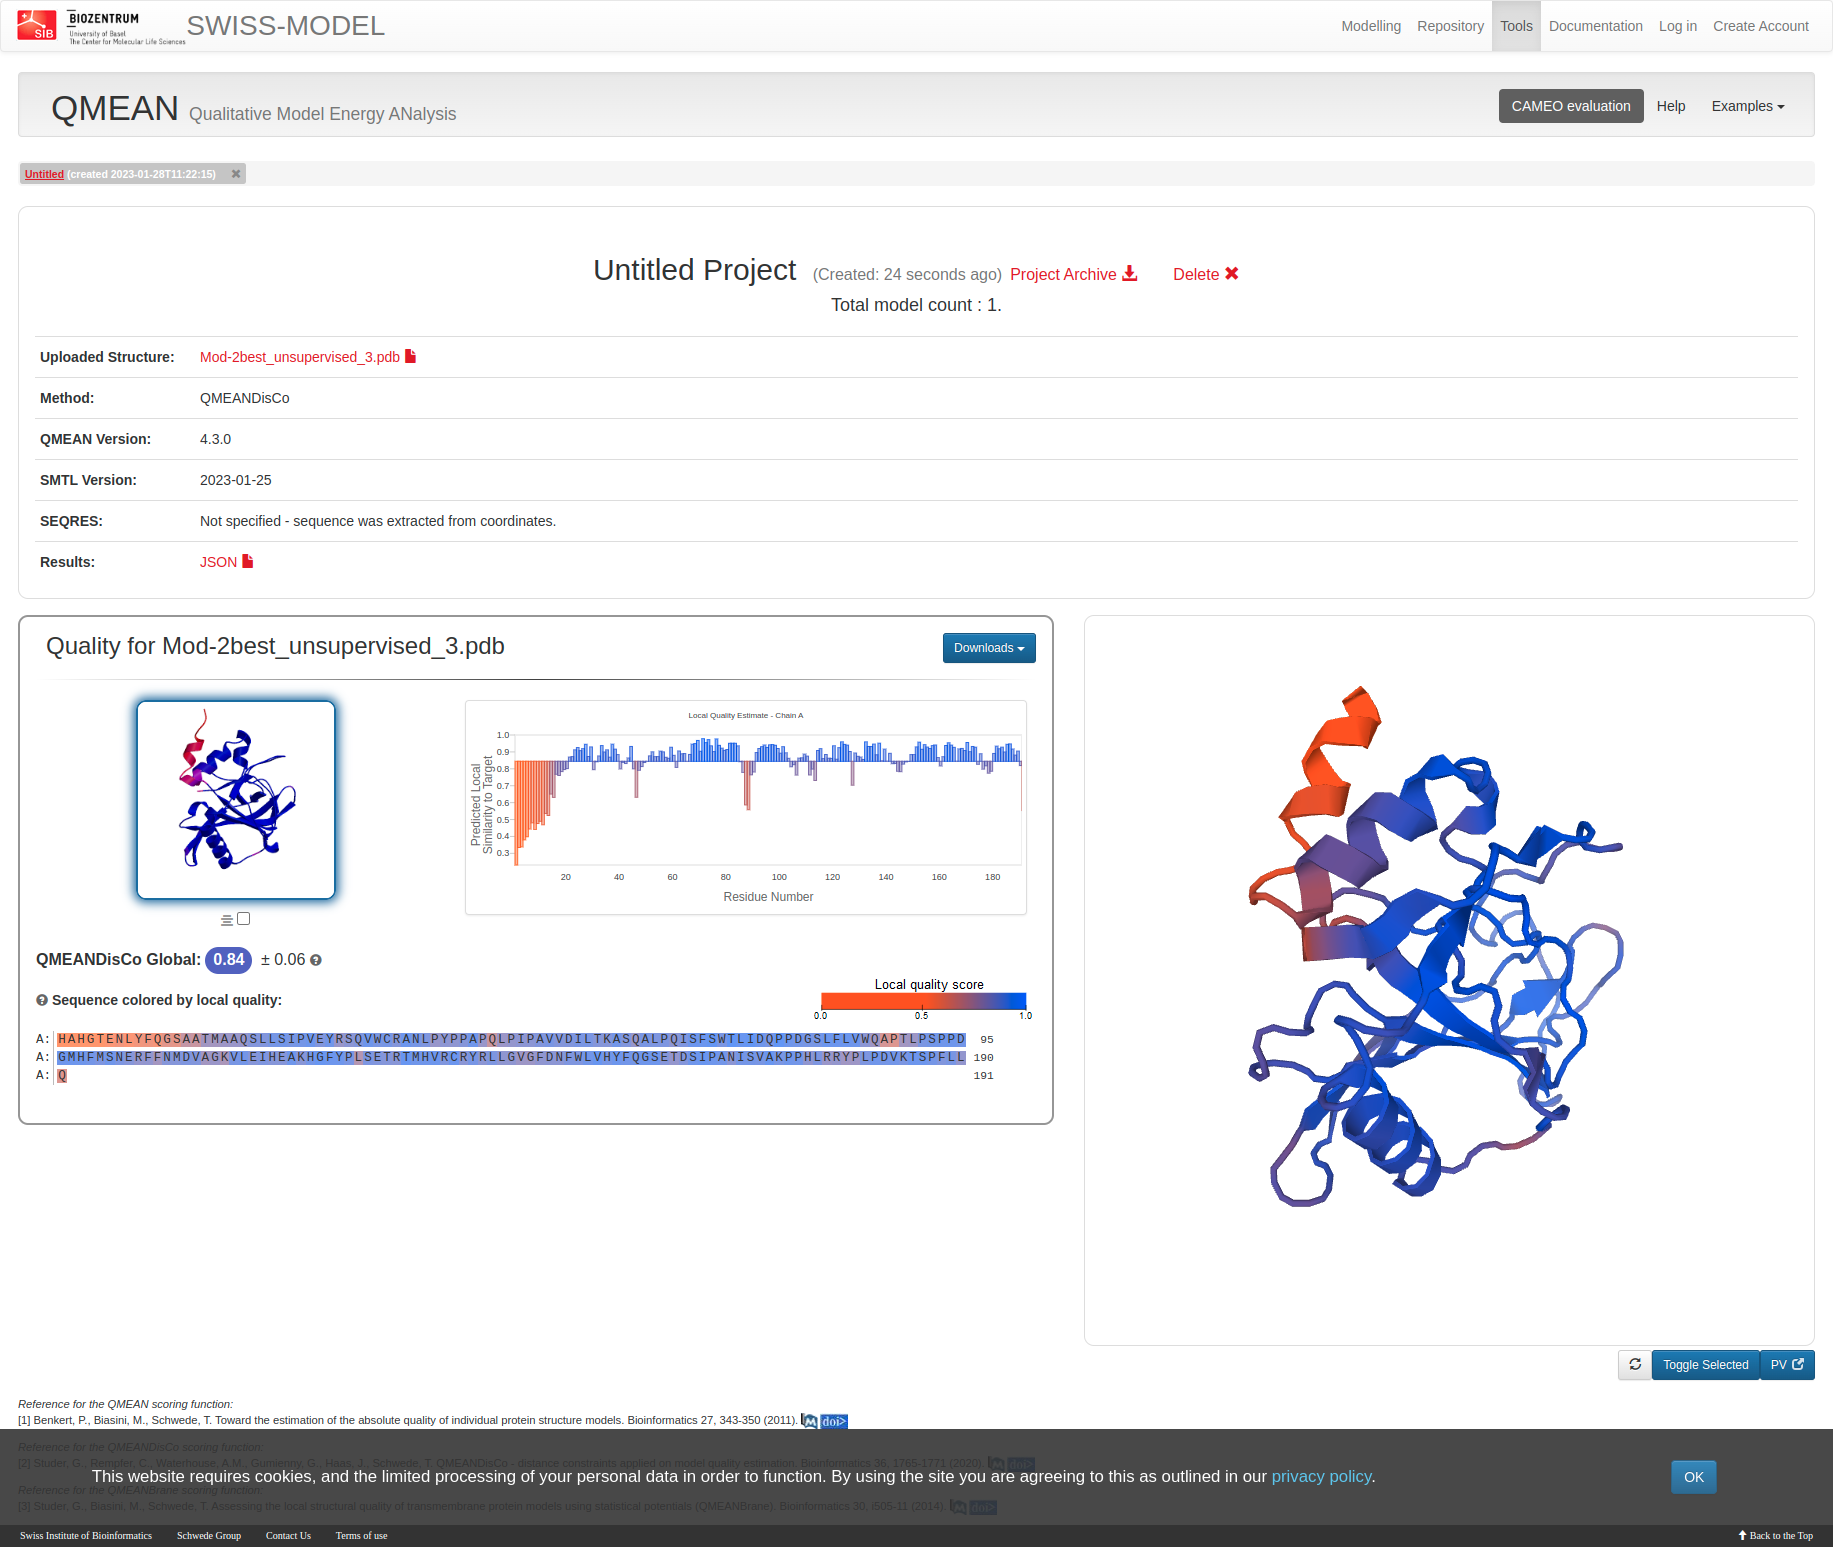 SIB
BIOZENTRUM
University of Basel
The Center for Molecular Life Sciences
SWISS-MODEL
Modelling Repository Tools Documentation Log in Create Account
QMEAN Qualitative Model Energy ANalysis
CAMEO evaluation Help Examples
Untitled (created 2023-01-28T11:22:15)
Untitled Project (Created: 24 seconds ago) Project Archive Delete
Total model count : 1.
Uploaded Structure: Mod-2best_unsupervised_3.pdb
Method: QMEANDisCo
QMEAN Version: 4.3.0
SMTL Version: 2023-01-25
SEQRES: Not specified - sequence was extracted from coordinates.
Results: JSON
Quality for Mod-2best_unsupervised_3.pdb
Downloads
Local Quality Estimate - Chain A
Predicted Local
Similarity to Target
1.0
0.9
0.8
0.7
0.6
0.5
0.4
0.3
20 40 60 80 100 120 140 160 180
Residue Number
QMEANDisCo Global: 0.84 ± 0.06
Sequence colored by local quality:
Local quality score
0.0 0.5 1.0
A: HAHGTENLYFQGSAATMAAQSLLSIPVEYRSQVWCRANLPYPPAPQLPIPAVVDILTKASQALPQISFSWTLIDQPPDGSLFLVWQAPTLPSPPD 95
A: GMHFMSNERFFNMDVAGKVLEIHEAKHGFYPLSETRTMHVRCRYRLLGVGFDNFWLVHYFQGSETDSIPANISVAKPPHLRRYPLPDVKTSPFLL 190
A: Q 191
Toggle Selected PV
Reference for the QMEAN scoring function:
[1] Benkert, P., Biasini, M., Schwede, T. Toward the estimation of the absolute quality of individual protein structure models. Bioinformatics 27, 343-350 (2011). M doi>
Reference for the QMEANDisCo scoring function:
[2] Studer, G., Rempfer, C., Waterhouse, A.M., Gumienny, G., Haas, J., Schwede, T. QMEANDisCo - distance constraints applied on model quality estimation. Bioinformatics 36, 1765-1771 (2020). M doi>
This website requires cookies, and the limited processing of your personal data in order to function. By using the site you are agreeing to this as outlined in our privacy policy.
OK
Reference for the QMEANBrane scoring function:
[3] Studer, G., Biasini, M., Schwede, T. Assessing the local structural quality of transmembrane protein models using statistical potentials (QMEANBrane). Bioinformatics 30, i505-11 (2014). M doi>
Swiss Institute of Bioinformatics Schwede Group Contact Us Terms of use
Back to the Top